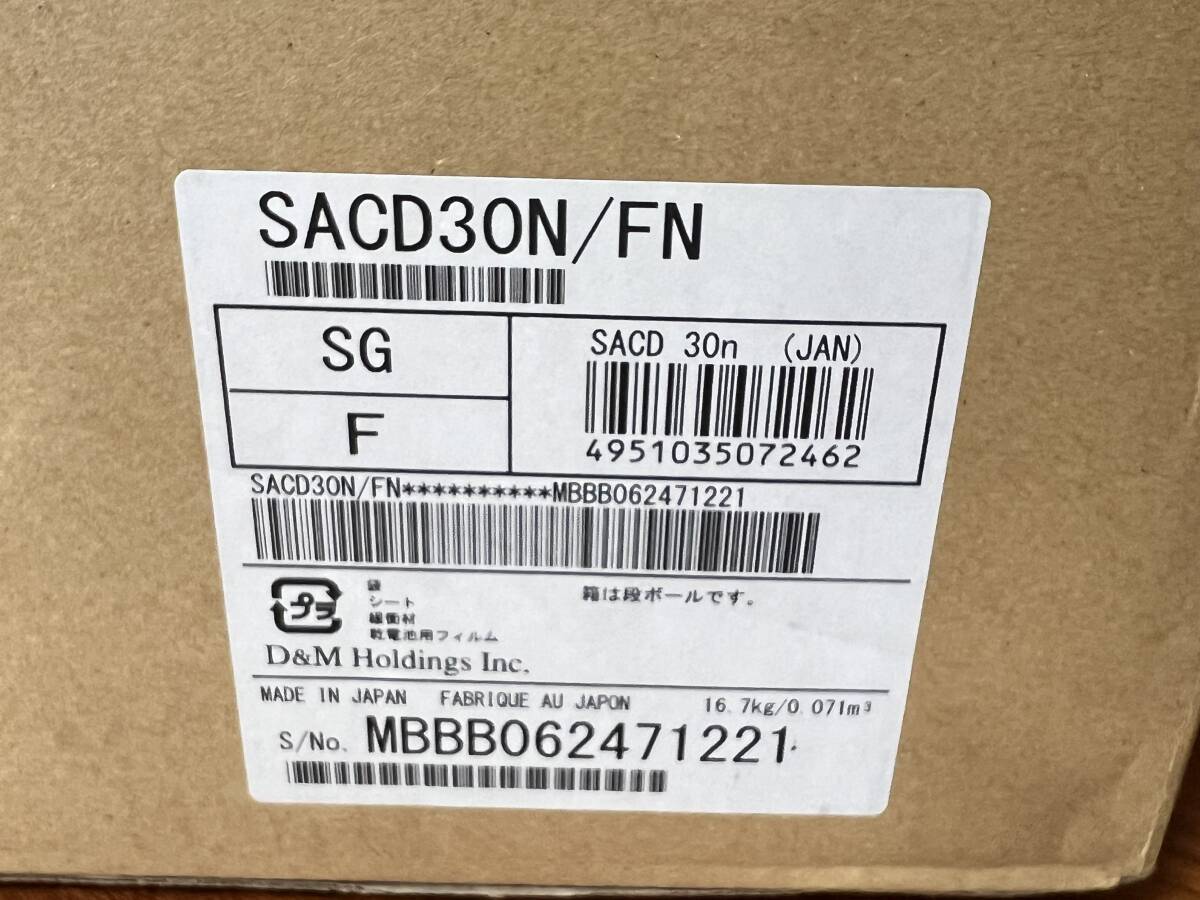 SACD30N/FN
SG
F
SACD 30n (JAN)
4951035072462
SACD30N/FN**********MBBB062471221
プラ
袋
シート
緩衝材
乾電池用フィルム
箱は段ボールです。
D&M Holdings Inc.
MADE IN JAPAN FABRIQUE AU JAPON 16.7kg/0.071m³
S/No. MBBB062471221